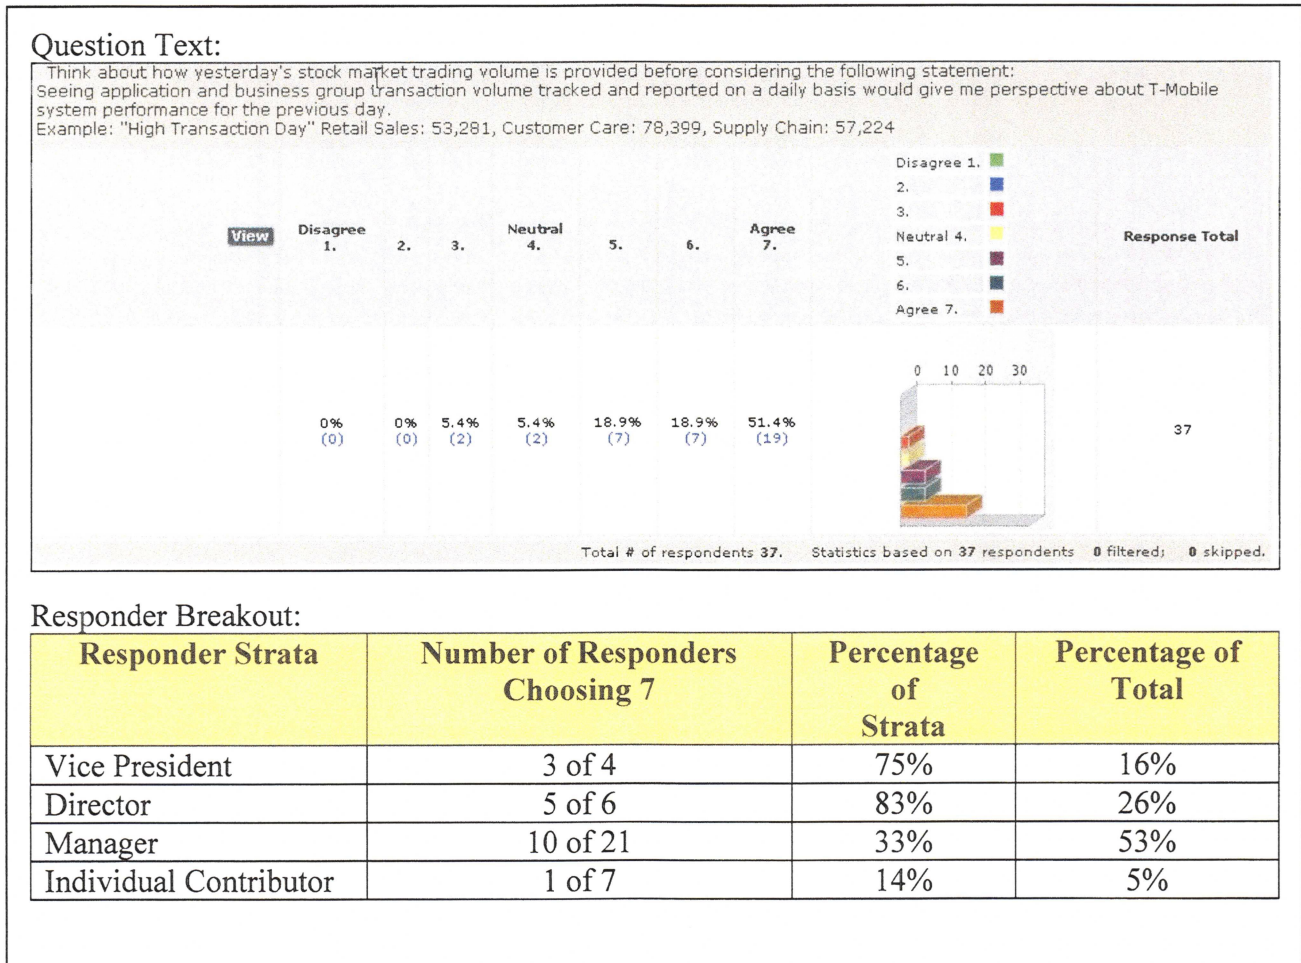 Question Text:
Think about how yesterday's stock market trading volume is provided before considering the following statement:
Seeing application and business group transaction volume tracked and reported on a daily basis would give me perspective about T-Mobile
system performance for the previous day.
Example: "High Transaction Day" Retail Sales: 53,281, Customer Care: 78,399, Supply Chain: 57,224
Disagree 1.
2.
3.
Neutral 4.
5.
6.
Agree 7.
View Disagree 1. 2. 3. Neutral 4. 5. 6. Agree 7. Response Total
0 10 20 30
0% 0% 5.4% 5.4% 18.9% 18.9% 51.4% 37
(0) (0) (2) (2) (7) (7) (19)
Total # of respondents 37. Statistics based on 37 respondents 0 filtered; 0 skipped.
Responder Breakout:
Responder Strata Number of Responders Choosing 7 Percentage of Strata Percentage of Total
Vice President 3 of 4 75% 16%
Director 5 of 6 83% 26%
Manager 10 of 21 33% 53%
Individual Contributor 1 of 7 14% 5%